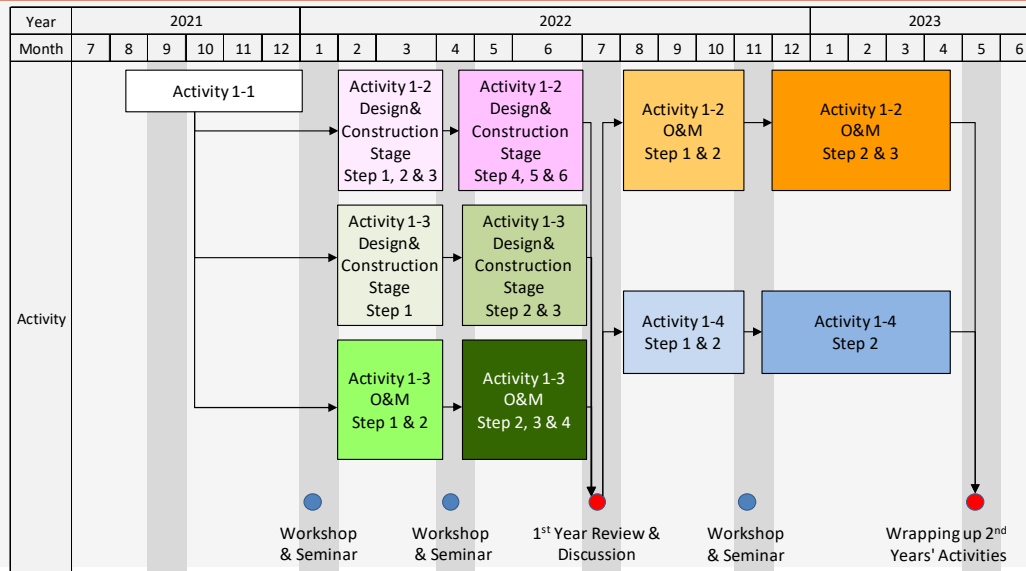 Year 2021 2022 2023
Month 7 8 9 10 11 12 1 2 3 4 5 6 7 8 9 10 11 12 1 2 3 4 5 6
Activity
Activity 1-1
Activity 1-2
Design&
Construction
Stage
Step 1, 2 & 3
Activity 1-2
Design&
Construction
Stage
Step 4, 5 & 6
Activity 1-2
O&M
Step 1 & 2
Activity 1-2
O&M
Step 2 & 3
Activity 1-3
Design&
Construction
Stage
Step 1
Activity 1-3
Design&
Construction
Stage
Step 2 & 3
Activity 1-4
Step 1 & 2
Activity 1-4
Step 2
Activity 1-3
O&M
Step 1 & 2
Activity 1-3
O&M
Step 2, 3 & 4
Workshop
& Seminar
Workshop
& Seminar
1st Year Review &
Discussion
Workshop
& Seminar
Wrapping up 2nd
Years' Activities